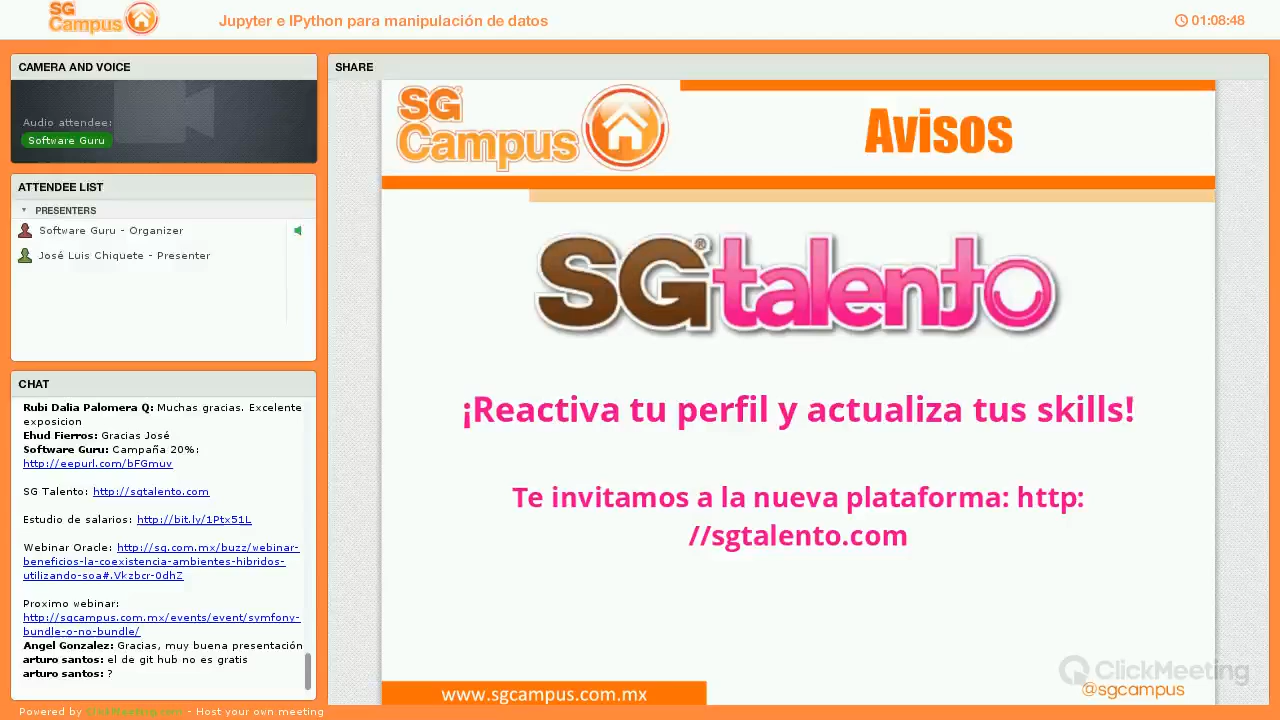 SG Campus
Jupyter e IPython para manipulación de datos
01:08:48
CAMERA AND VOICE
Audio attendee:
Software Guru
ATTENDEE LIST
PRESENTERS
Software Guru - Organizer
José Luis Chiquete - Presenter
CHAT
Rubi Dalia Palomera Q: Muchas gracias. Excelente
exposicion
Ehud Fierros: Gracias José
Software Guru: Campaña 20%:
http://eepurl.com/bFGmuv
SG Talento: http://sgtalento.com
Estudio de salarios: http://bit.ly/1Ptx51L
Webinar Oracle: http://sg.com.mx/buzz/webinar-
beneficios-la-coexistencia-ambientes-hibridos-
utilizando-soa#.Vkzbcr-0dhZ
Proximo webinar:
http://sgcampus.com.mx/events/event/symfony-
bundle-o-no-bundle/
Angel Gonzalez: Gracias, muy buena presentación
arturo santos: el de git hub no es gratis
arturo santos: ?
Powered by ClickMeeting.com - Host your own meeting
SHARE
SG
Campus
Avisos
SG® talento
¡Reactiva tu perfil y actualiza tus skills!
Te invitamos a la nueva plataforma: http:
//sgtalento.com
www.sgcampus.com.mx
ClickMeeting
@sgcampus